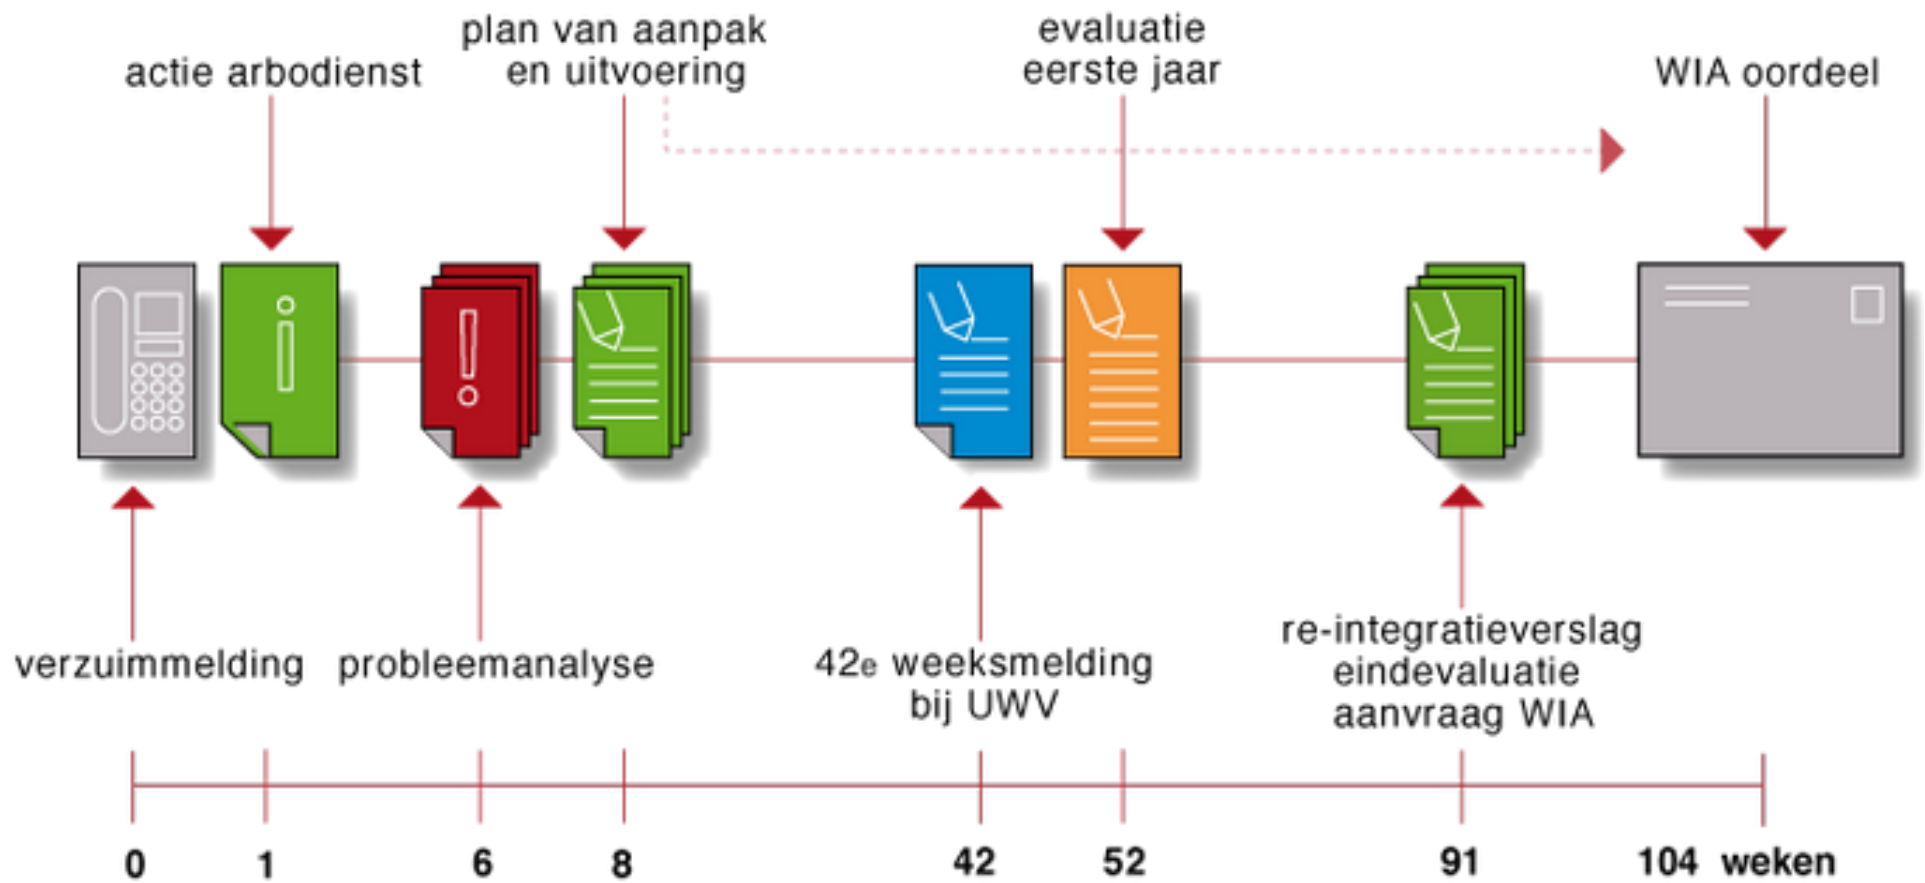 plan van aanpak
en uitvoering
evaluatie
eerste jaar
actie arbodienst
WIA oordeel
verzuimmelding
probleemanalyse
42e weeksmelding
bij UWV
re-integratieverslag
eindevaluatie
aanvraag WIA
0 1 6 8 42 52 91 104 weken